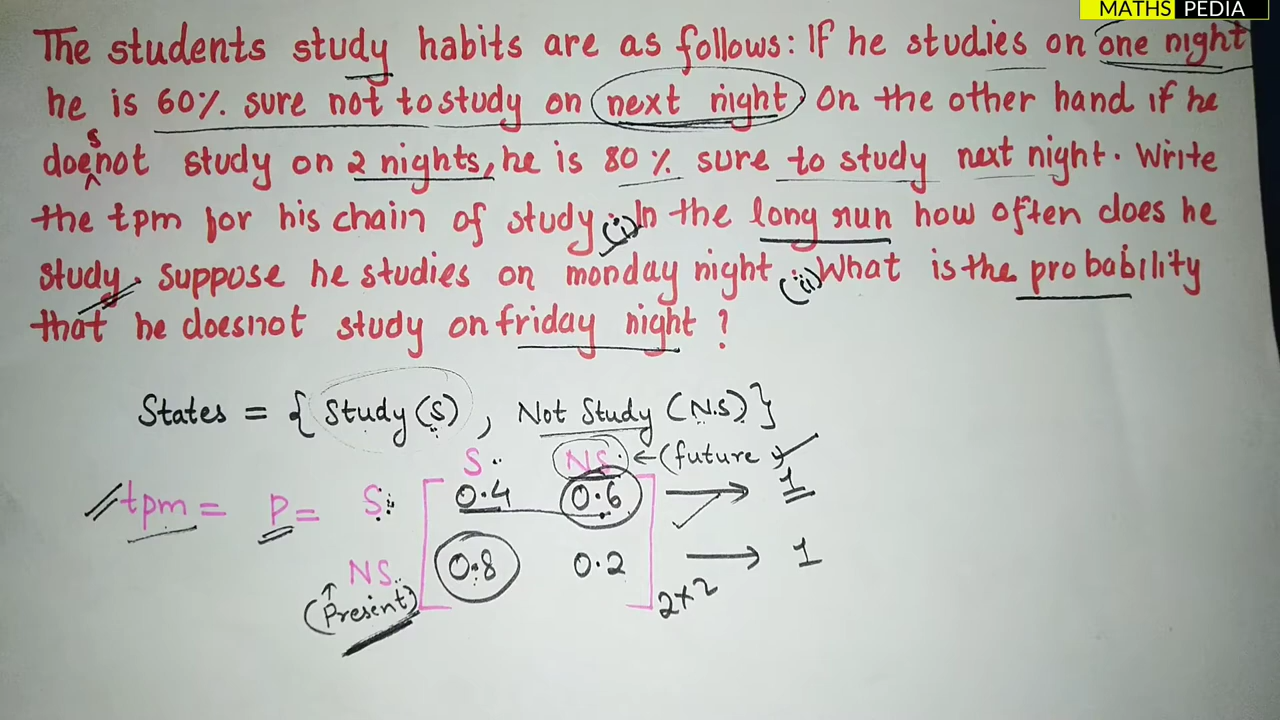 MATHS PEDIA
The students study habits are as follows: If he studies on one night
he is 60% sure not to study on next night. On the other hand if he
does not study on 2 nights, he is 80% sure to study next night. Write
the tpm for his chain of study. (i) In the long run how often does he
study. Suppose he studies on monday night. (ii) What is the probability
that he doesnot study on friday night?
States = { Study (S), Not Study (N.S) }
S NS ← (future)
tpm = P = S 0.4 0.6 → 1
NS 0.8 0.2 → 1
↑
(Present)
2×2